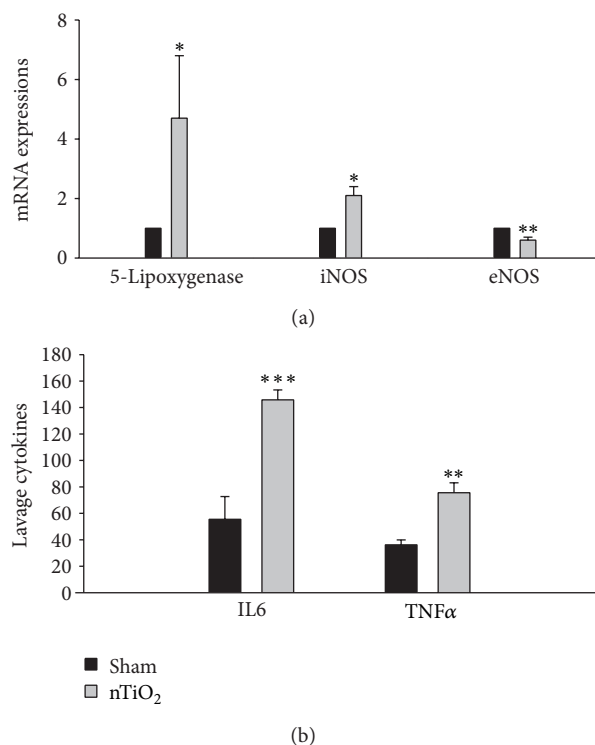 8
6
4
2
0
mRNA expressions
*
*
**
5-Lipoxygenase iNOS eNOS
(a)
180
160
140
120
100
80
60
40
20
0
Lavage cytokines
***
**
IL6 TNFα
Sham
nTiO₂
(b)